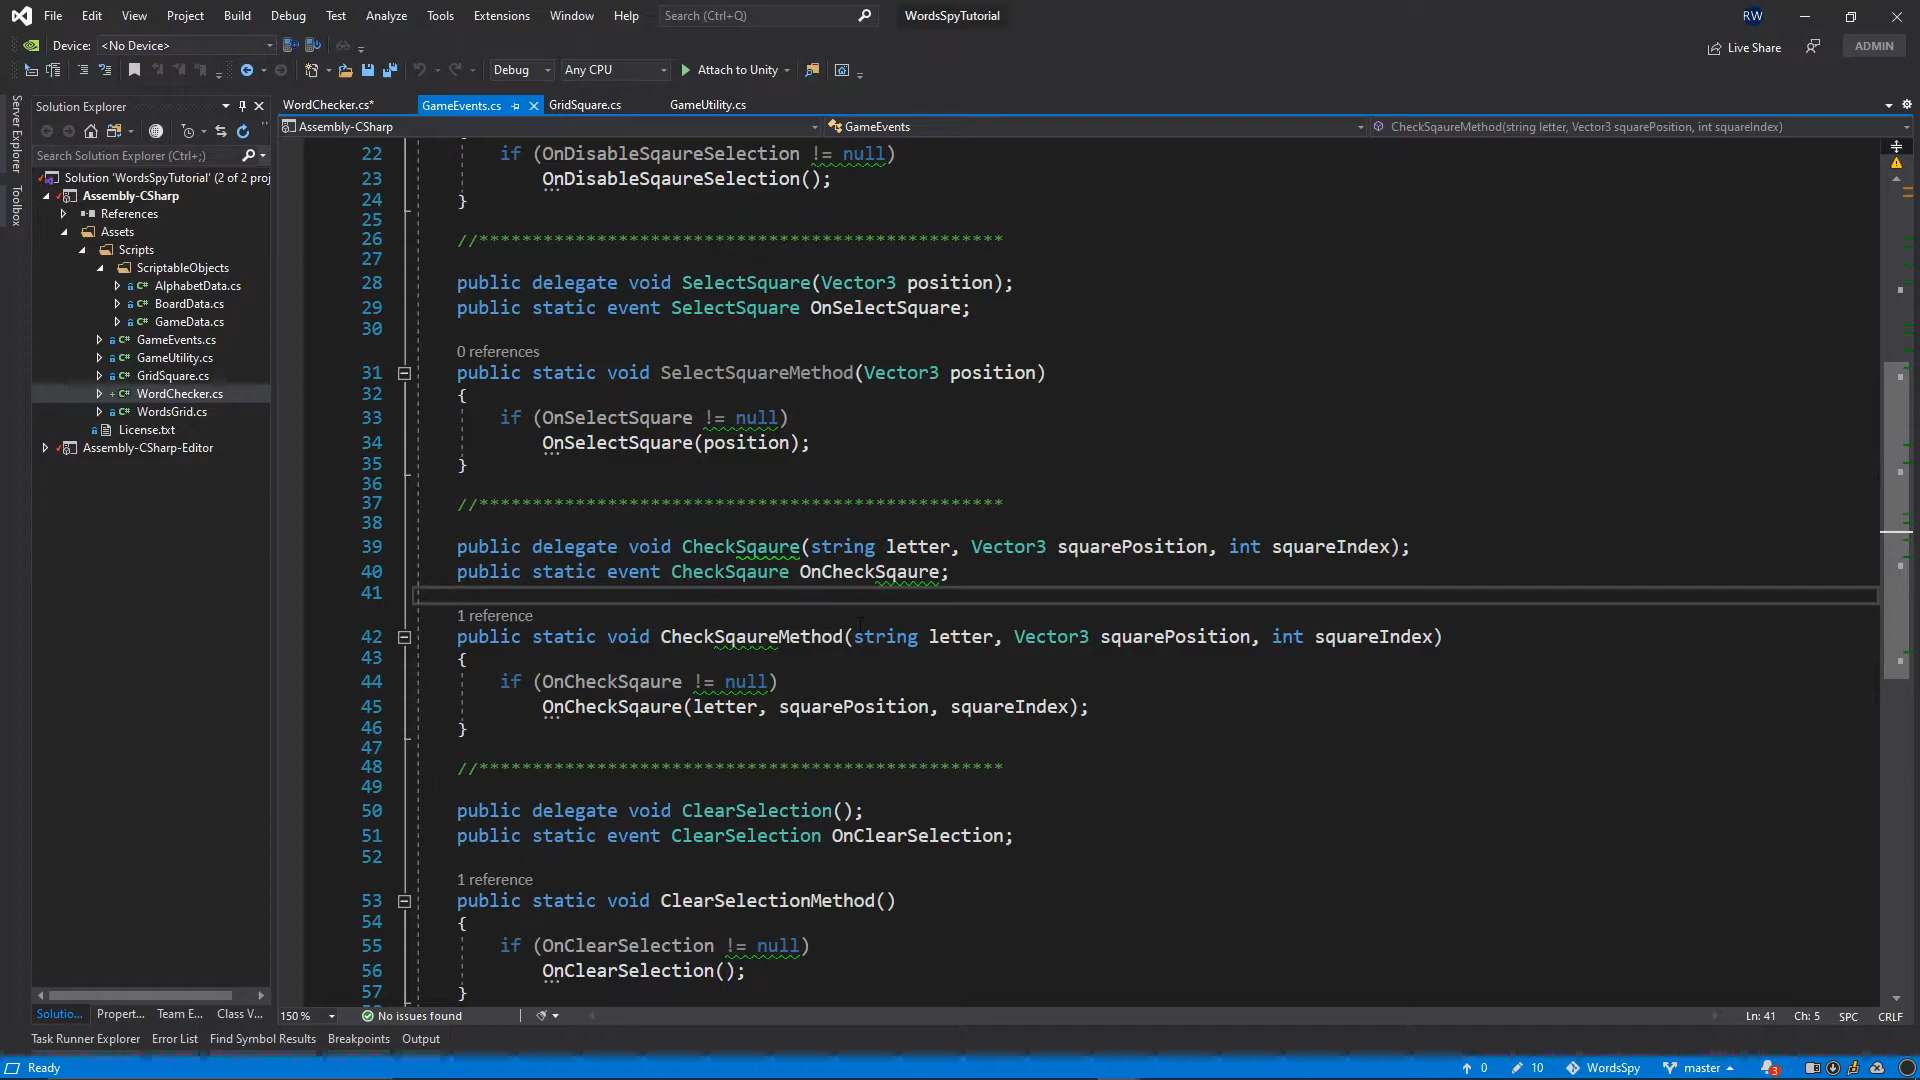 File Edit View Project Build Debug Test Analyze Tools Extensions Window Help Search (Ctrl+Q) WordsSpyTutorial RW
Device: <No Device> Live Share ADMIN
Debug Any CPU Attach to Unity
Server Explorer
Toolbox
Solution Explorer
Search Solution Explorer (Ctrl+;)
Solution 'WordsSpyTutorial' (2 of 2 proj
Assembly-CSharp
References
Assets
Scripts
ScriptableObjects
AlphabetData.cs
BoardData.cs
GameData.cs
GameEvents.cs
GameUtility.cs
GridSquare.cs
WordChecker.cs
WordsGrid.cs
License.txt
Assembly-CSharp-Editor
Solutio... Propert... Team E... Class V...
WordChecker.cs* GameEvents.cs GridSquare.cs GameUtility.cs
Assembly-CSharp GameEvents CheckSqaureMethod(string letter, Vector3 squarePosition, int squareIndex)
22 if (OnDisableSqaureSelection != null)
23 OnDisableSqaureSelection();
24 }
25
26 //*************************************************
27
28 public delegate void SelectSquare(Vector3 position);
29 public static event SelectSquare OnSelectSquare;
30
0 references
31 public static void SelectSquareMethod(Vector3 position)
32 {
33 if (OnSelectSquare != null)
34 OnSelectSquare(position);
35 }
36
37 //*************************************************
38
39 public delegate void CheckSqaure(string letter, Vector3 squarePosition, int squareIndex);
40 public static event CheckSqaure OnCheckSqaure;
41
1 reference
42 public static void CheckSqaureMethod(string letter, Vector3 squarePosition, int squareIndex)
43 {
44 if (OnCheckSqaure != null)
45 OnCheckSqaure(letter, squarePosition, squareIndex);
46 }
47
48 //*************************************************
49
50 public delegate void ClearSelection();
51 public static event ClearSelection OnClearSelection;
52
1 reference
53 public static void ClearSelectionMethod()
54 {
55 if (OnClearSelection != null)
56 OnClearSelection();
57 }
150 % No issues found Ln: 41 Ch: 5 SPC CRLF
Task Runner Explorer Error List Find Symbol Results Breakpoints Output
Ready 0 10 WordsSpy master 3